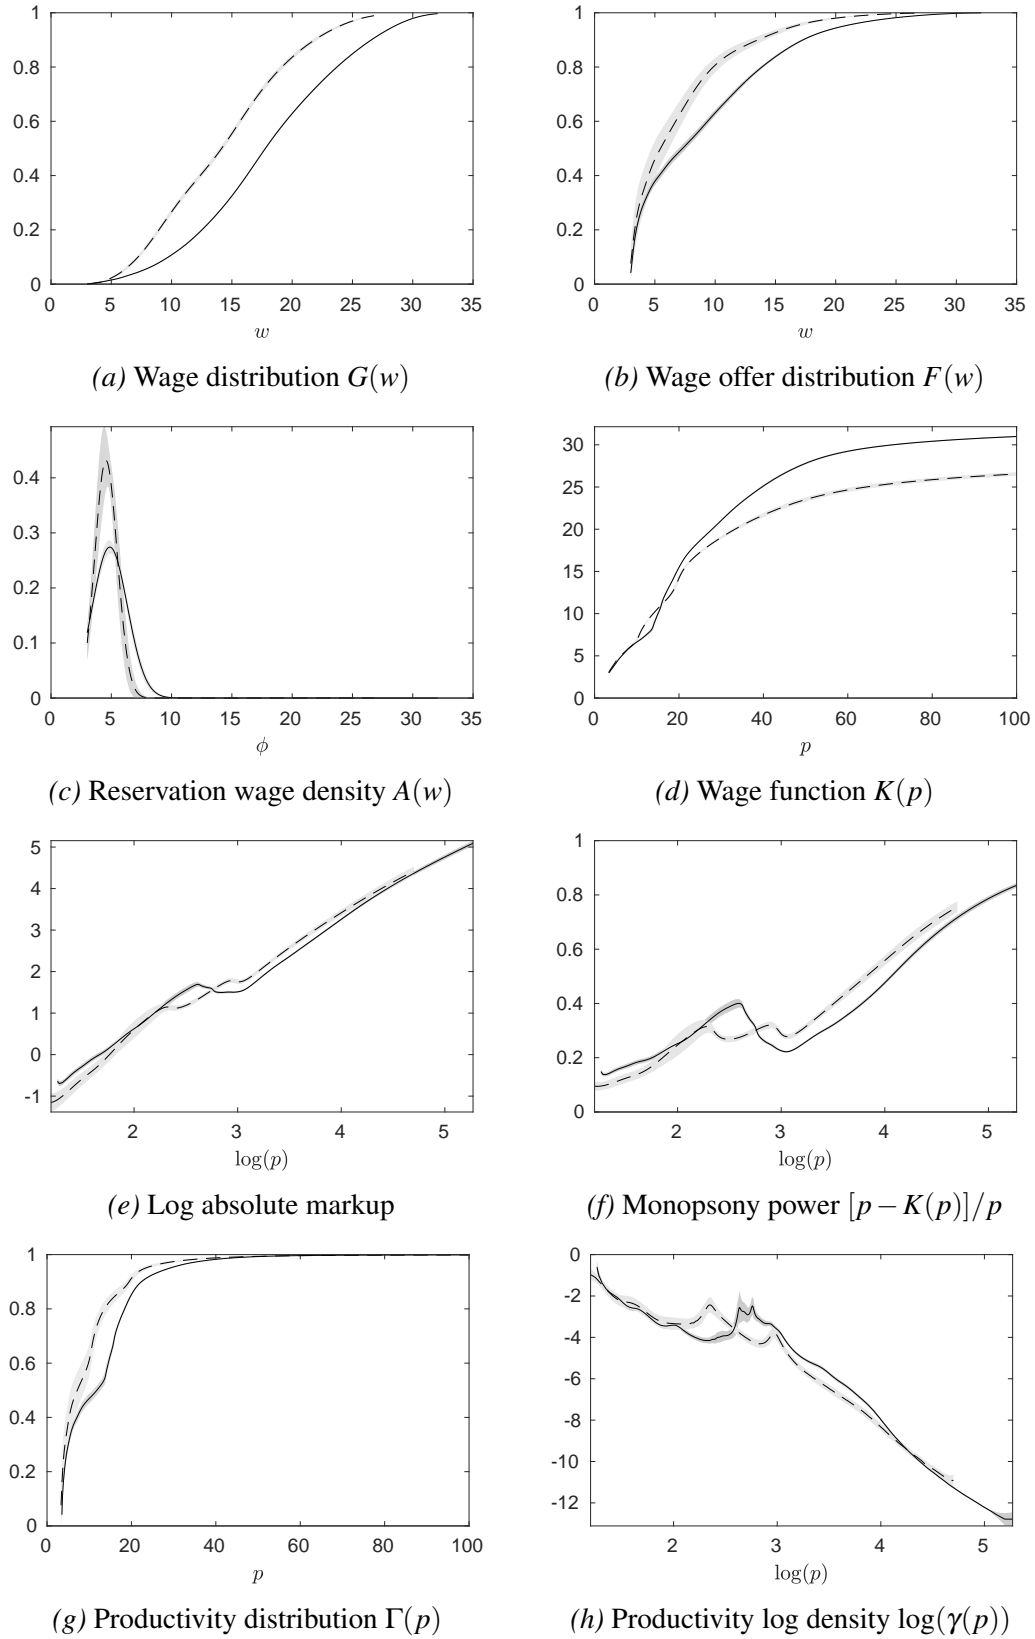 1
0.8
0.6
0.4
0.2
0
0 5 10 15 20 25 30 35
w
(a) Wage distribution G(w)
1
0.8
0.6
0.4
0.2
0
0 5 10 15 20 25 30 35
w
(b) Wage offer distribution F(w)
0.4
0.3
0.2
0.1
0
0 5 10 15 20 25 30 35
ϕ
(c) Reservation wage density A(w)
30
25
20
15
10
5
0
0 20 40 60 80 100
p
(d) Wage function K(p)
5
4
3
2
1
0
-1
2 3 4 5
log(p)
(e) Log absolute markup
1
0.8
0.6
0.4
0.2
0
2 3 4 5
log(p)
(f) Monopsony power [p − K(p)]/p
1
0.8
0.6
0.4
0.2
0
0 20 40 60 80 100
p
(g) Productivity distribution Γ(p)
0
-2
-4
-6
-8
-10
-12
2 3 4 5
log(p)
(h) Productivity log density log(γ(p))